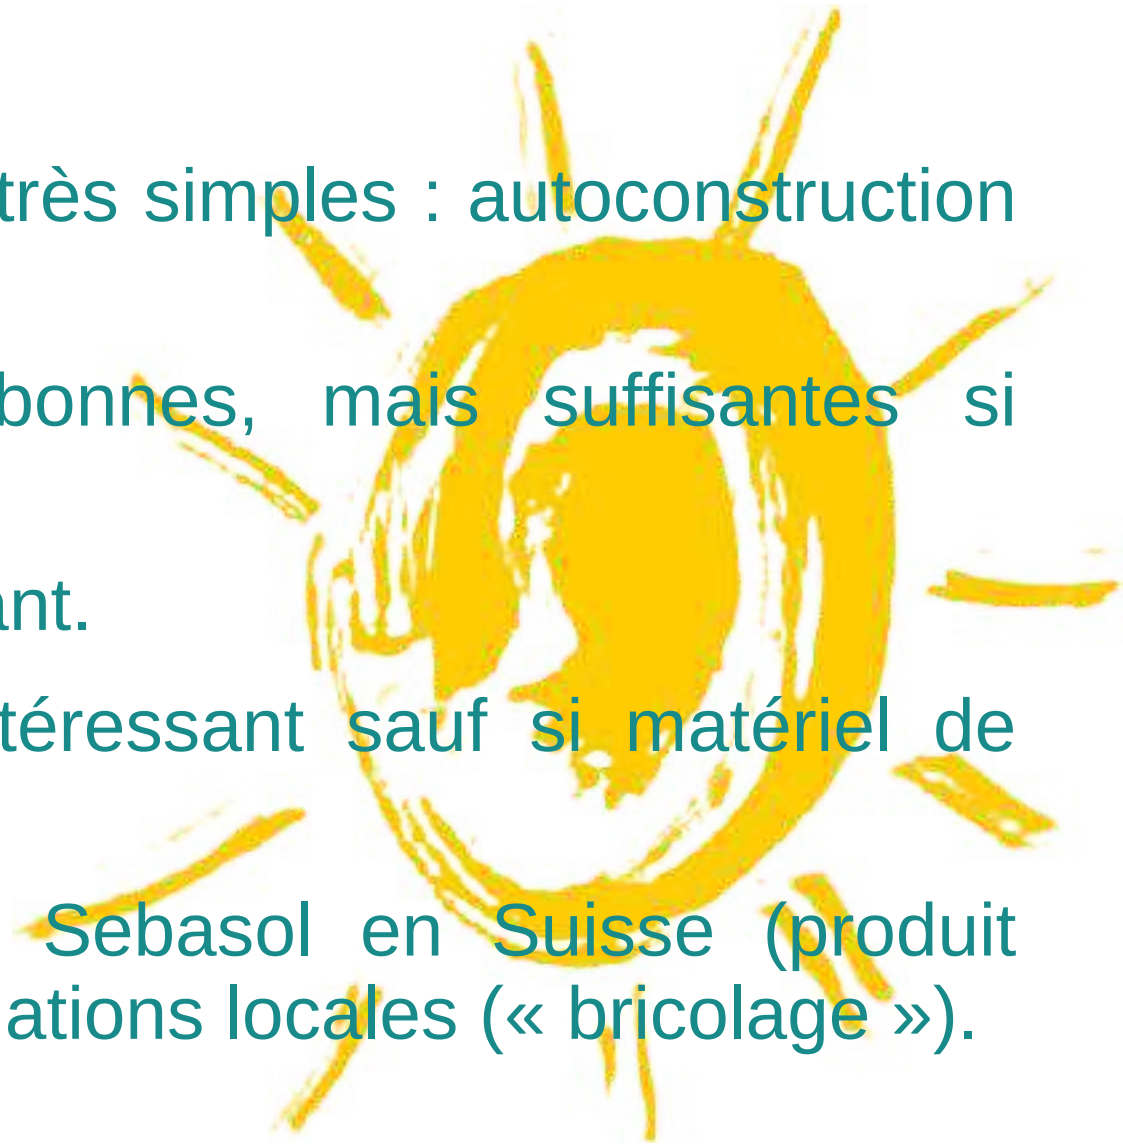 très simples : autoconstruction
bonnes, mais suffisantes si
ant.
téressant sauf si matériel de
Sebasol en Suisse (produit
ations locales (« bricolage »).